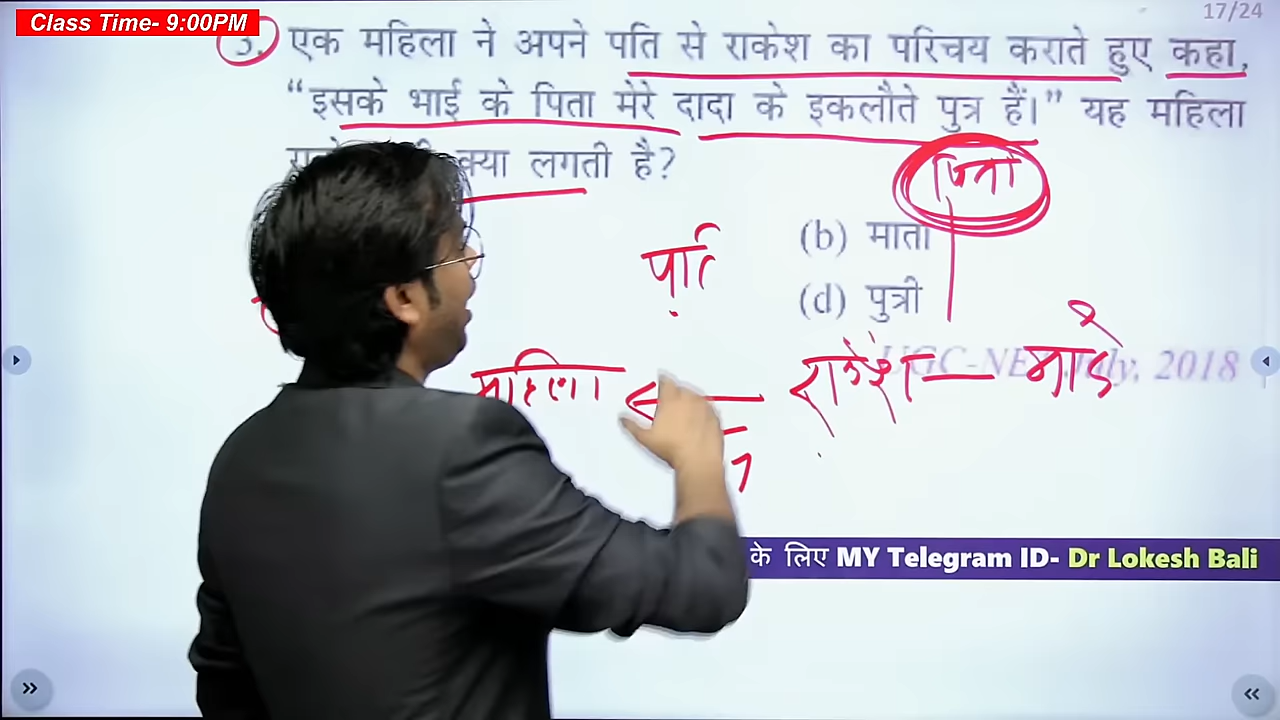 Class Time- 9:00PM
17/24
3. एक महिला ने अपने पति से राकेश का परिचय कराते हुए कहा,
“इसके भाई के पिता मेरे दादा के इकलौते पुत्र हैं।” यह महिला
क्या लगती है?
पिता
(b) माता
पति
(d) पुत्री
UGC-NET July, 2018
महिला राकेश भाई
के लिए MY Telegram ID- Dr Lokesh Bali